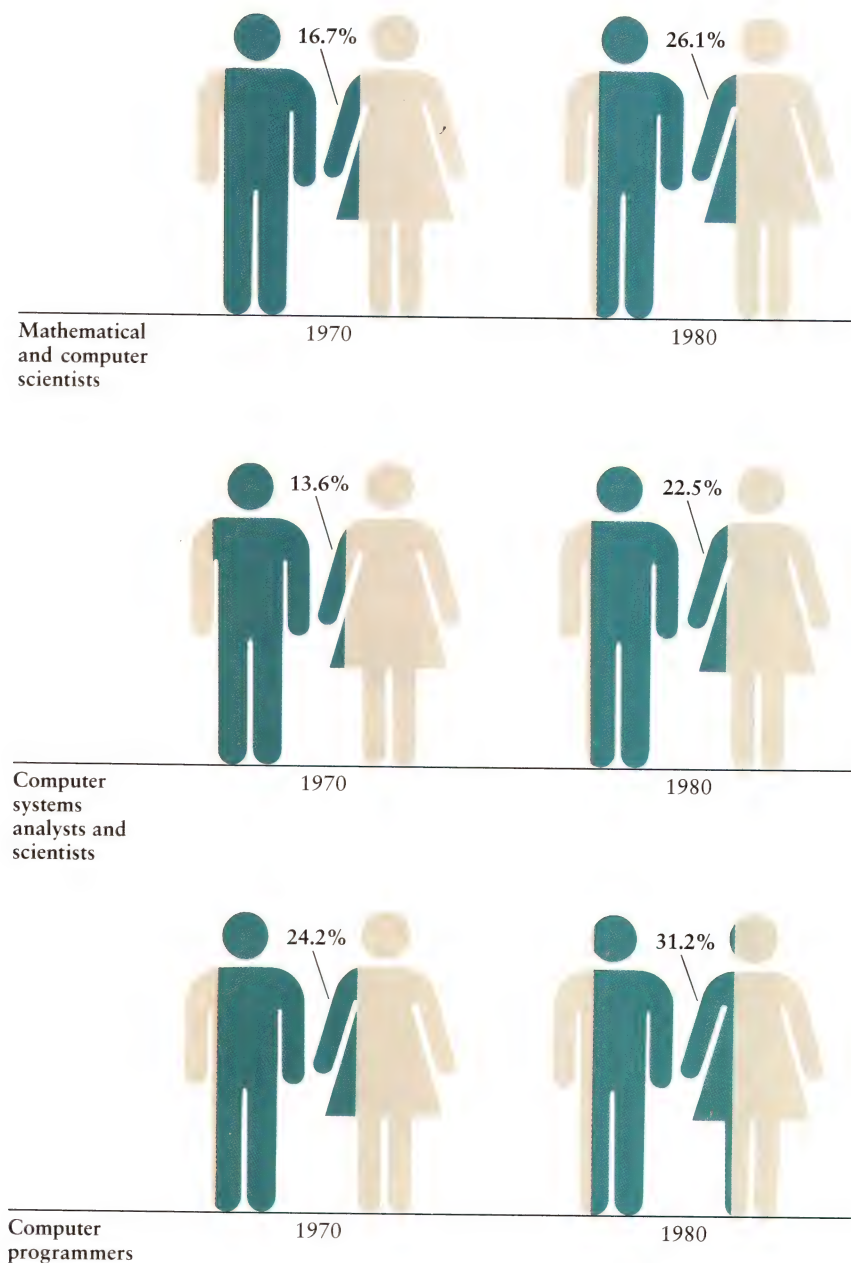 16.7%
26.1%
Mathematical
and computer
scientists
1970
1980
13.6%
22.5%
Computer
systems
analysts and
scientists
1970
1980
24.2%
31.2%
Computer
programmers
1970
1980